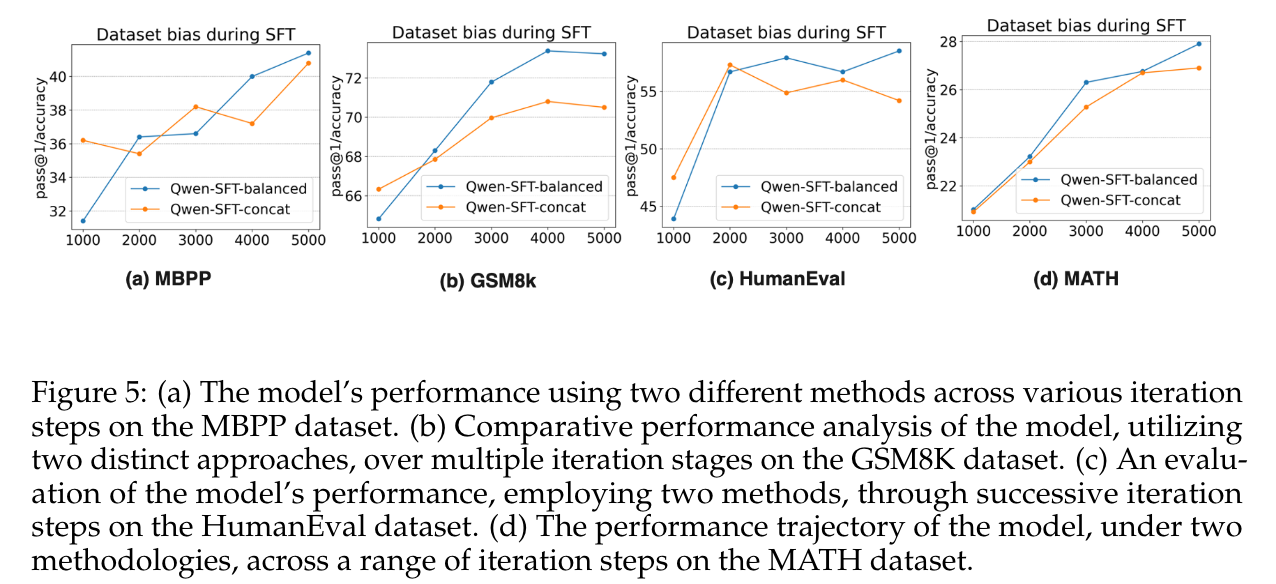 Dataset bias during SFT
pass@1/accuracy
40
38
36
34
32
Qwen-SFT-balanced
Qwen-SFT-concat
1000 2000 3000 4000 5000
(a) MBPP
Dataset bias during SFT
pass@1/accuracy
72
70
68
66
Qwen-SFT-balanced
Qwen-SFT-concat
1000 2000 3000 4000 5000
(b) GSM8k
Dataset bias during SFT
pass@1/accuracy
55
50
45
Qwen-SFT-balanced
Qwen-SFT-concat
1000 2000 3000 4000 5000
(c) HumanEval
Dataset bias during SFT
pass@1/accuracy
28
26
24
22
Qwen-SFT-balanced
Qwen-SFT-concat
1000 2000 3000 4000 5000
(d) MATH
Figure 5: (a) The model's performance using two different methods across various iteration
steps on the MBPP dataset. (b) Comparative performance analysis of the model, utilizing
two distinct approaches, over multiple iteration stages on the GSM8K dataset. (c) An evalu-
ation of the model's performance, employing two methods, through successive iteration
steps on the HumanEval dataset. (d) The performance trajectory of the model, under two
methodologies, across a range of iteration steps on the MATH dataset.